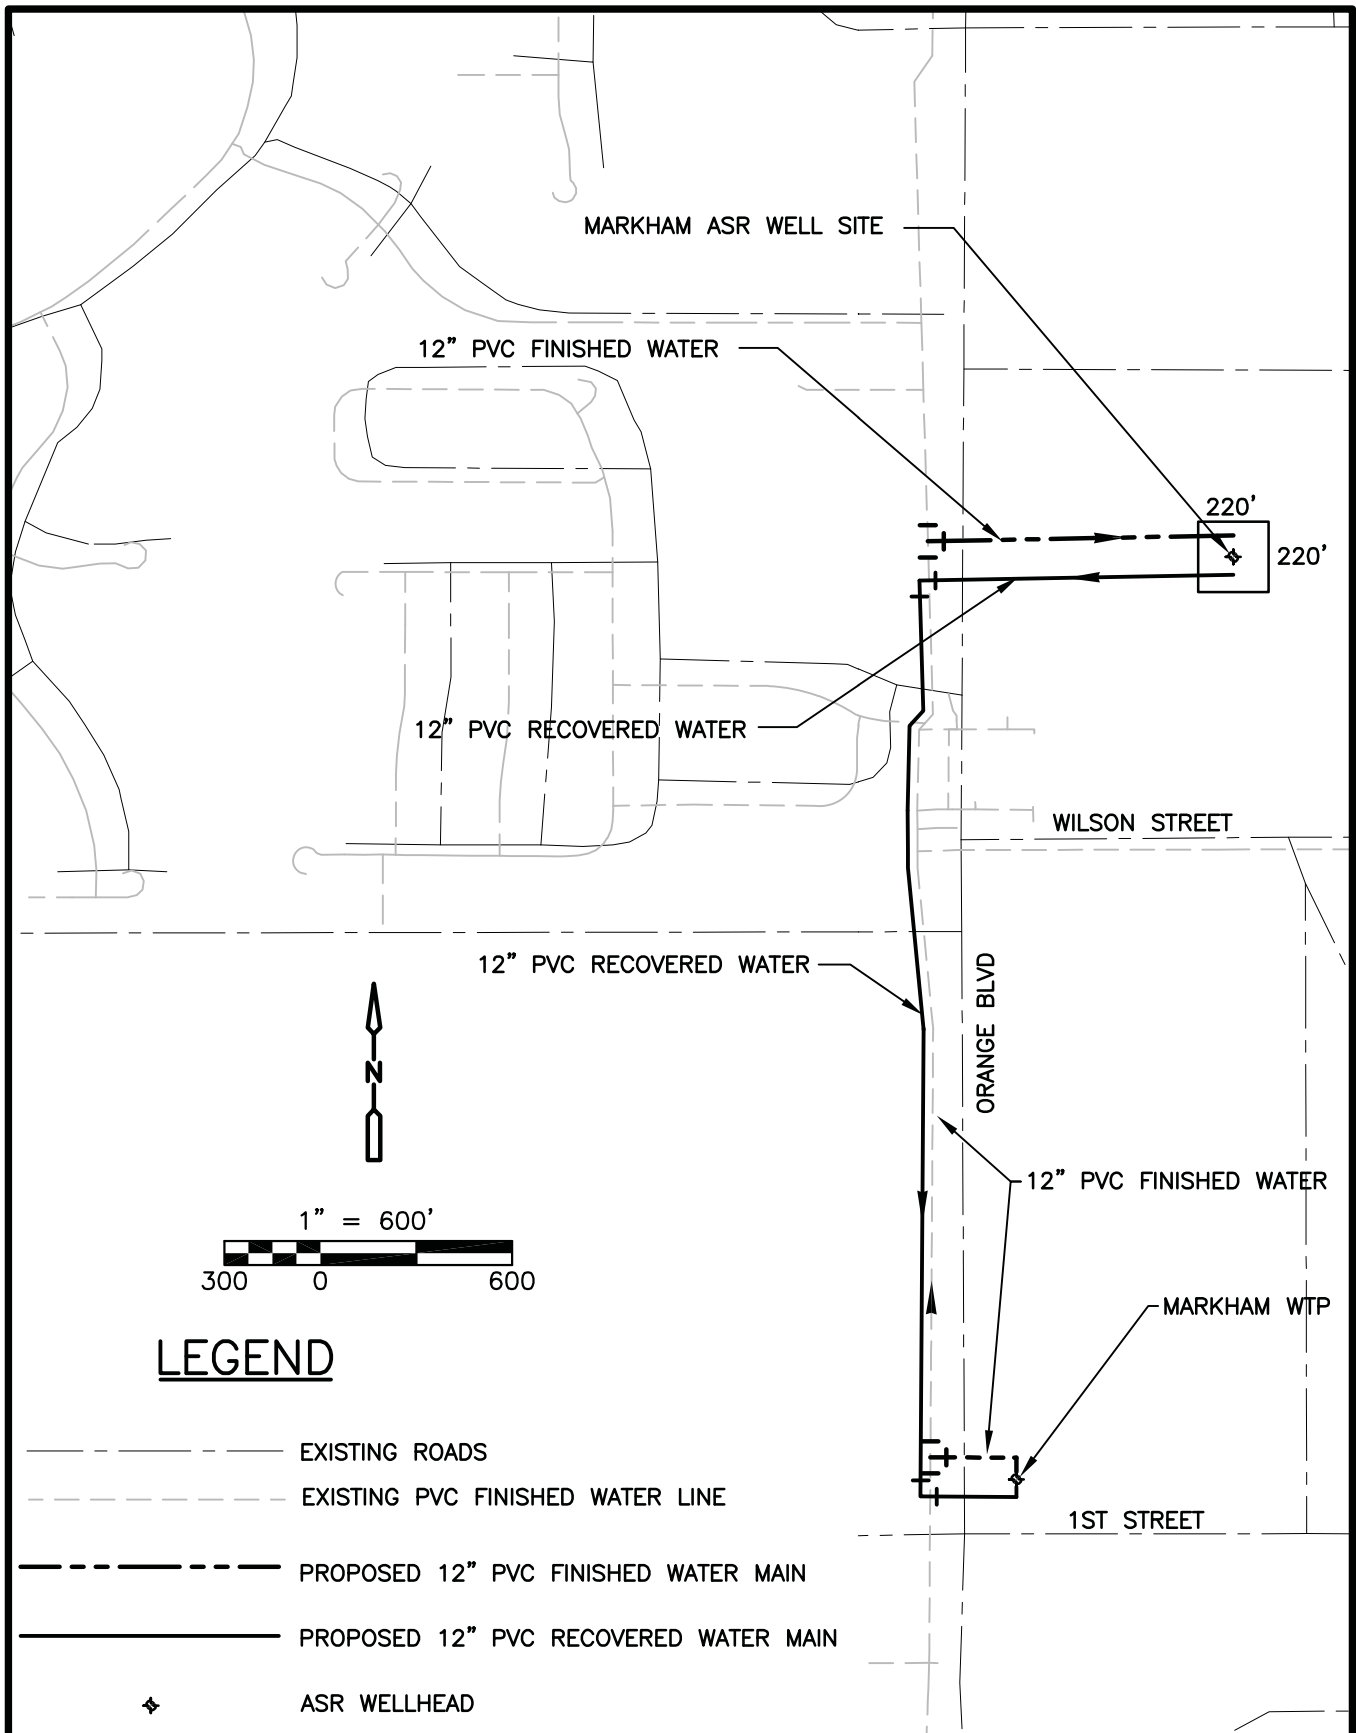 MARKHAM ASR WELL SITE
12" PVC FINISHED WATER
220'
220'
12" PVC RECOVERED WATER
WILSON STREET
12" PVC RECOVERED WATER
ORANGE BLVD
N
12" PVC FINISHED WATER
1" = 600'
300 0 600
MARKHAM WTP
LEGEND
EXISTING ROADS
EXISTING PVC FINISHED WATER LINE
1ST STREET
PROPOSED 12" PVC FINISHED WATER MAIN
PROPOSED 12" PVC RECOVERED WATER MAIN
ASR WELLHEAD